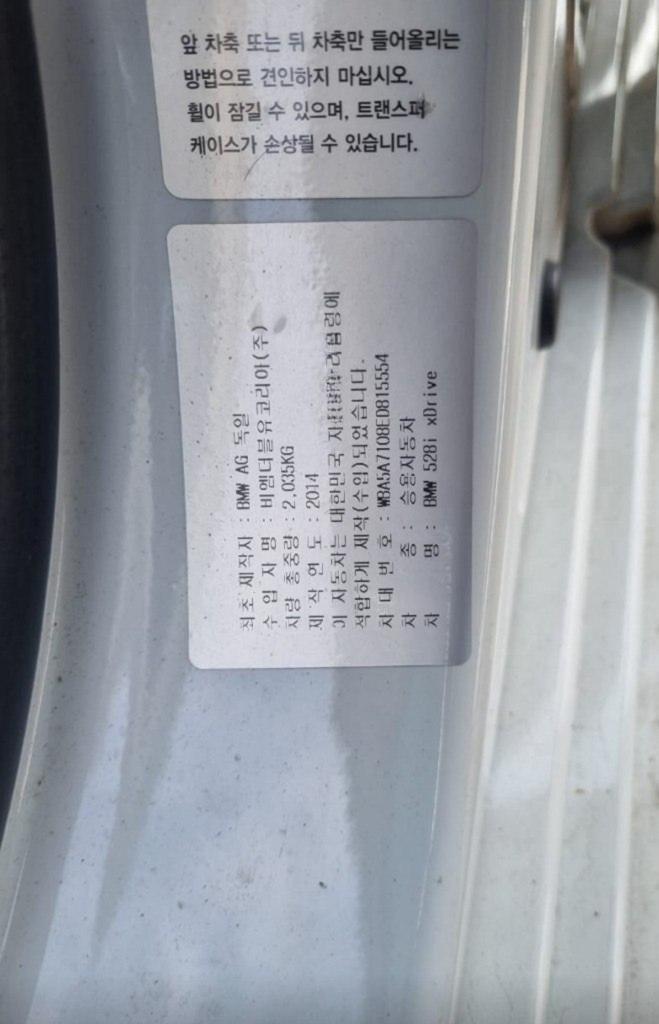 앞 차축 또는 뒤 차축만 들어올리는
방법으로 견인하지 마십시오.
휠이 잠길 수 있으며, 트랜스퍼
케이스가 손상될 수 있습니다.
최초 제작사 : BMW AG 독일
수 입 자 명 : 비엠더블유코리아(주)
차량 총중량 : 2,035KG
제 작 연 도 : 2014
이 자동차는 대한민국 관리법령에
적합하게 제작(수입)되었습니다.
차 대 번 호 : WBA5A7108ED815554
차 종 : 승용자동차
차 명 : BMW 528i xDrive